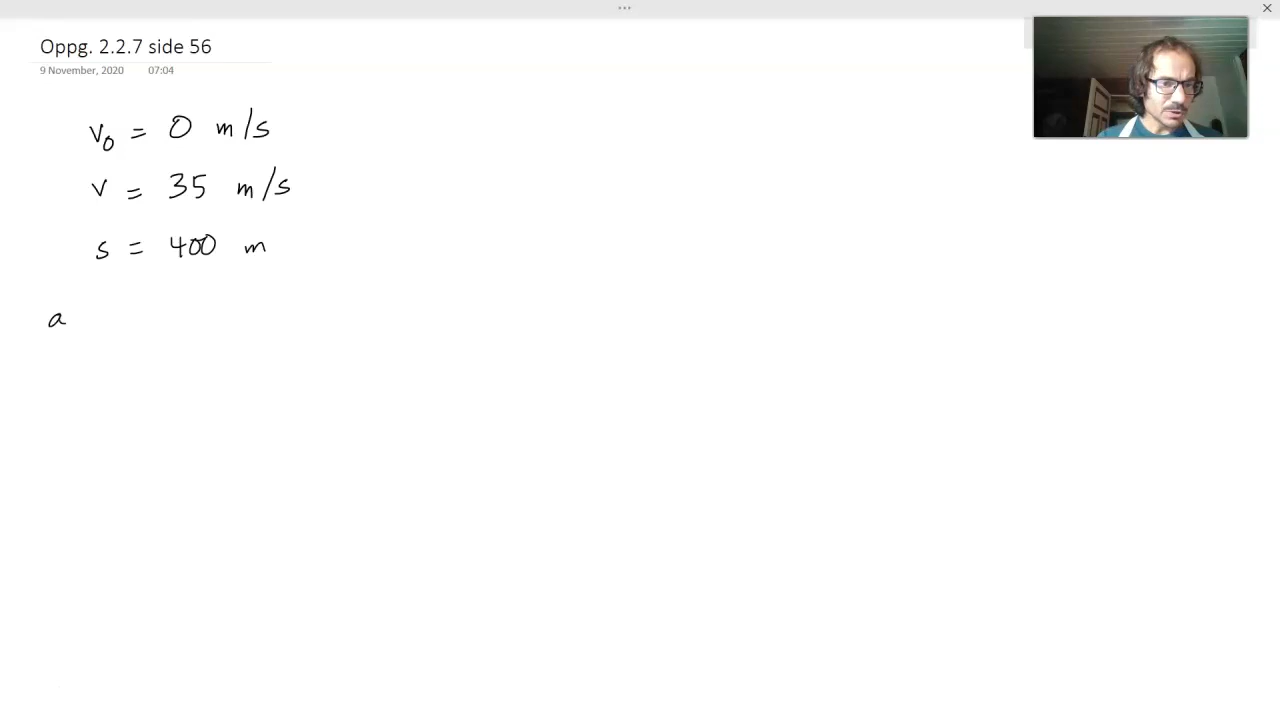 Oppg. 2.2.7 side 56
9 November, 2020 07:04
v₀ = 0 m/s
v = 35 m/s
s = 400 m
a